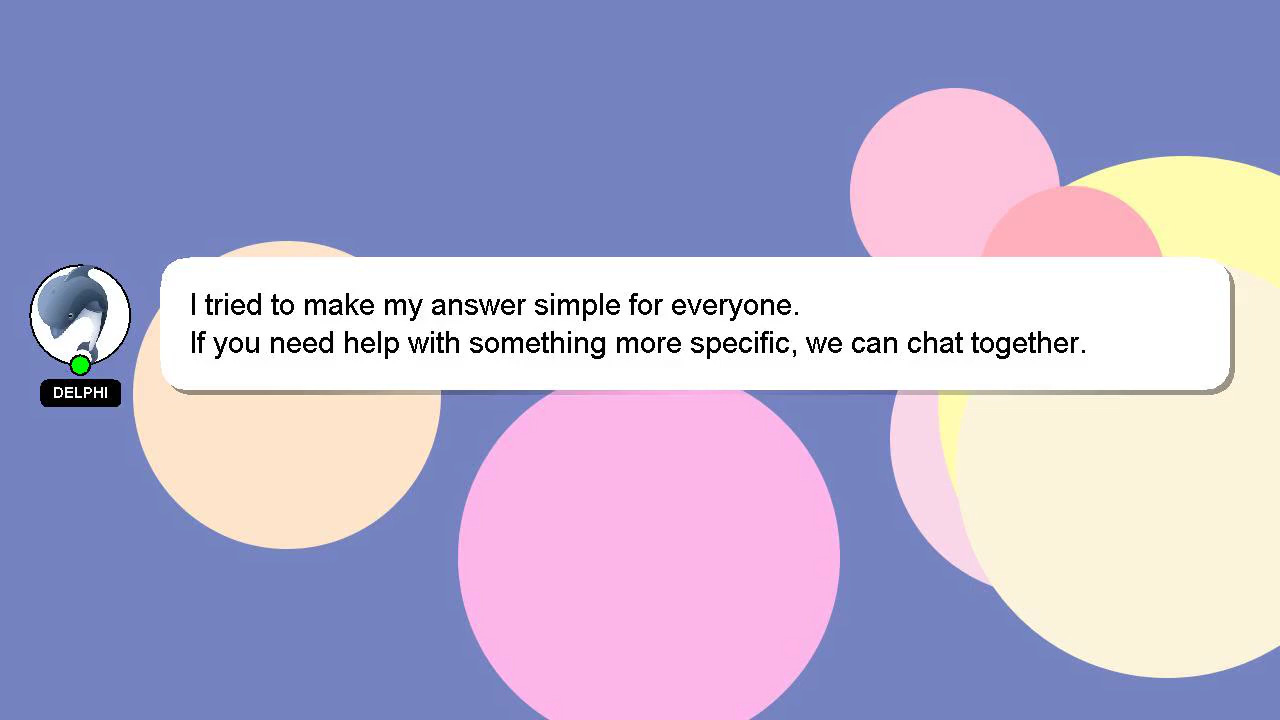 I tried to make my answer simple for everyone.
If you need help with something more specific, we can chat together.
DELPHI